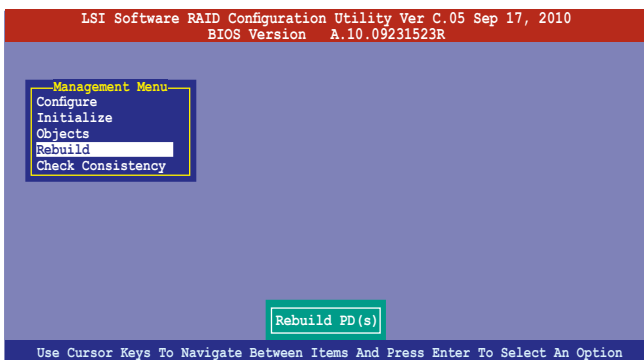 LSI Software RAID Configuration Utility Ver C.05 Sep 17, 2010
BIOS Version A.10.09231523R
Management Menu
Configure
Initialize
Objects
Rebuild
Check Consistency
Rebuild PD(s)
Use Cursor Keys To Navigate Between Items And Press Enter To Select An Option